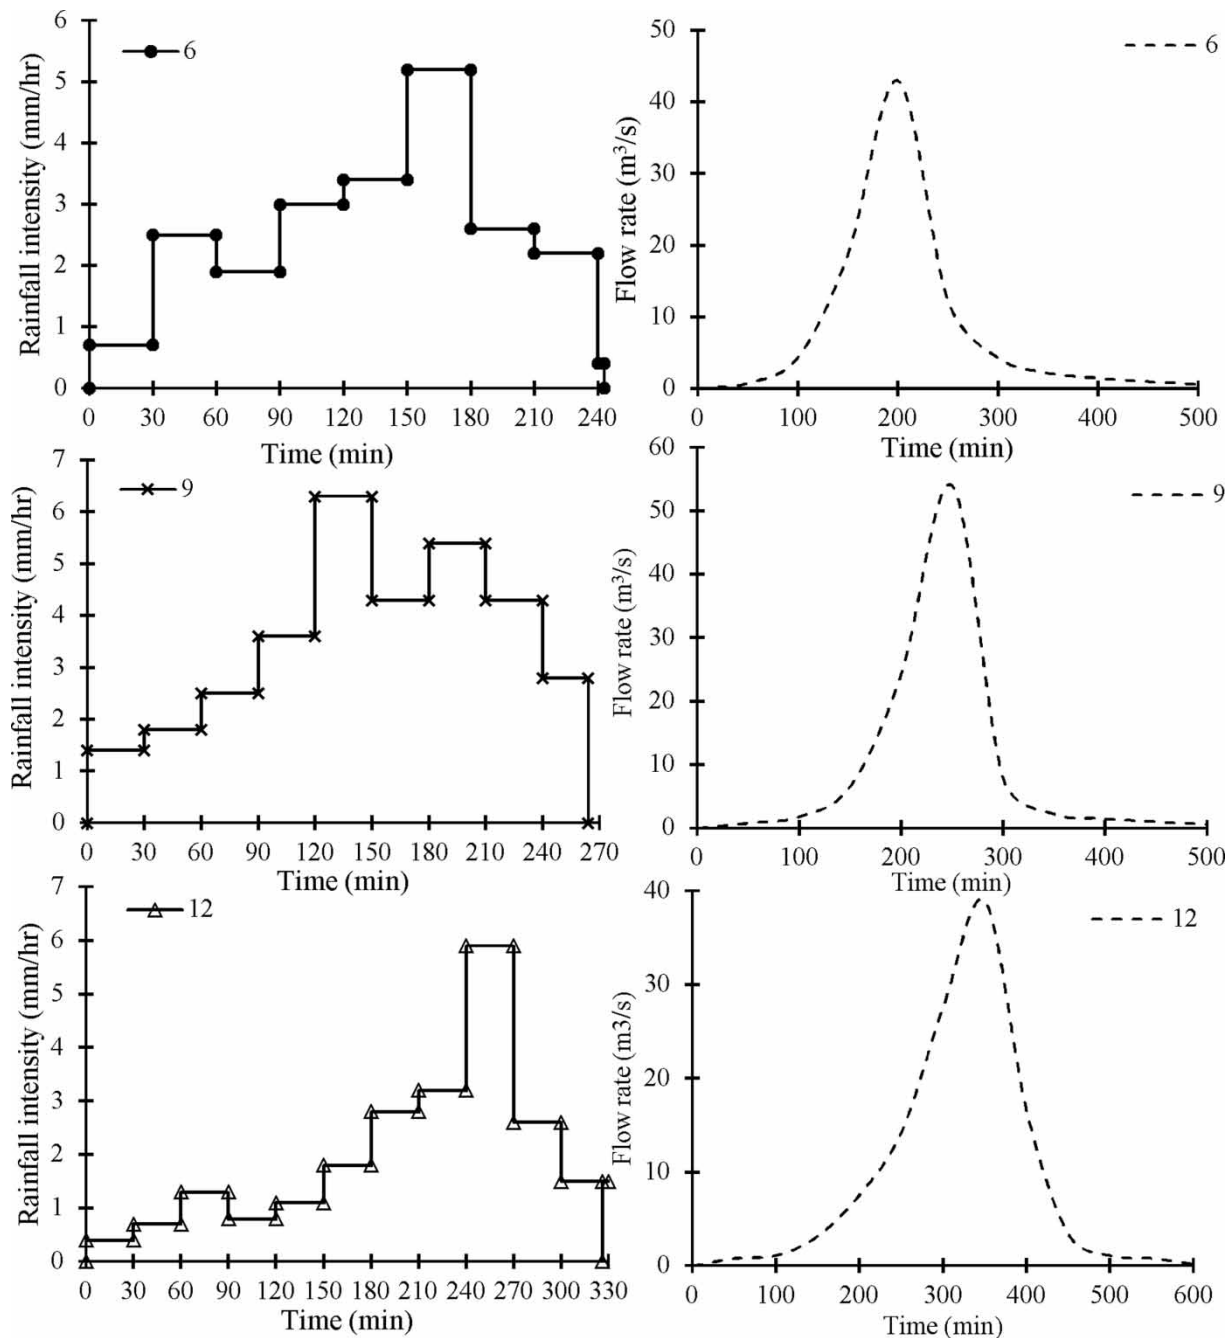 Rainfall intensity (mm/hr)
6
5
4
3
2
1
0
6
0 30 60 90 120 150 180 210 240
Time (min)
Flow rate (m³/s)
50
40
30
20
10
0
6
0 100 200 300 400 500
Time (min)
Rainfall intensity (mm/hr)
7
6
5
4
3
2
1
0
9
0 30 60 90 120 150 180 210 240 270
Time (min)
Flow rate (m³/s)
60
50
40
30
20
10
0
9
0 100 200 300 400 500
Time (min)
Rainfall intensity (mm/hr)
7
6
5
4
3
2
1
0
12
0 30 60 90 120 150 180 210 240 270 300 330
Time (min)
Flow rate (m3/s)
40
30
20
10
0
12
0 100 200 300 400 500 600
Time (min)